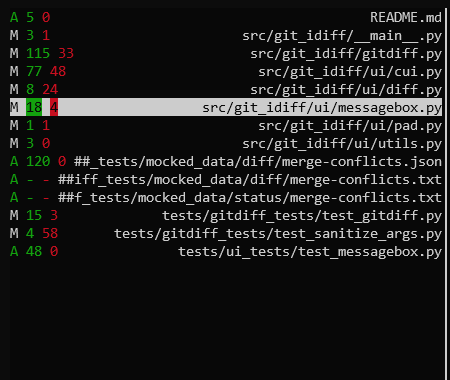 A 5 0 README.md
M 3 1 src/git_idiff/__main__.py
M 115 33 src/git_idiff/gitdiff.py
M 77 48 src/git_idiff/ui/cui.py
M 8 24 src/git_idiff/ui/diff.py
M 18 4 src/git_idiff/ui/messagebox.py
M 1 1 src/git_idiff/ui/pad.py
M 3 0 src/git_idiff/ui/utils.py
A 120 0 ##_tests/mocked_data/diff/merge-conflicts.json
A - - ##iff_tests/mocked_data/diff/merge-conflicts.txt
A - - ##f_tests/mocked_data/status/merge-conflicts.txt
M 15 3 tests/gitdiff_tests/test_gitdiff.py
M 4 58 tests/gitdiff_tests/test_sanitize_args.py
A 48 0 tests/ui_tests/test_messagebox.py